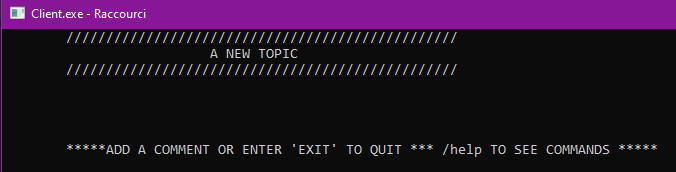 Client.exe - Raccourci
/////////////////////////////////////////////////
A NEW TOPIC
/////////////////////////////////////////////////
*****ADD A COMMENT OR ENTER 'EXIT' TO QUIT *** /help TO SEE COMMANDS *****